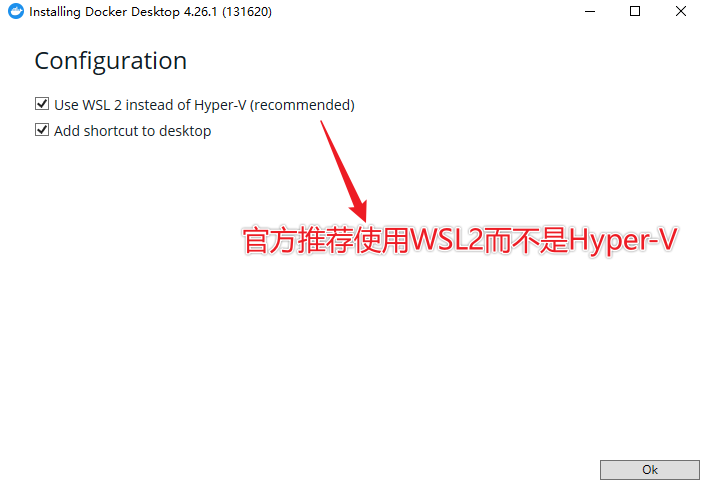 Installing Docker Desktop 4.26.1 (131620)
Configuration
Use WSL 2 instead of Hyper-V (recommended)
Add shortcut to desktop
官方推荐使用WSL2而不是Hyper-V
Ok